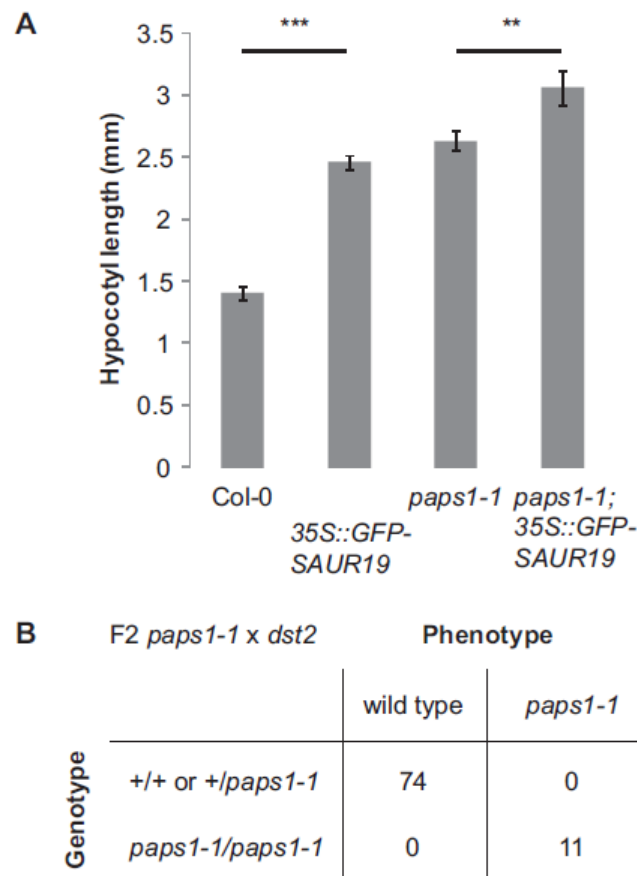 A
***
**
Hypocotyl length (mm)
3.5
3
2.5
2
1.5
1
0.5
0
Col-0
35S::GFP-
SAUR19
paps1-1
paps1-1;
35S::GFP-
SAUR19
B
F2 paps1-1 x dst2
Phenotype
wild type
paps1-1
Genotype
+/+ or +/paps1-1
74
0
paps1-1/paps1-1
0
11